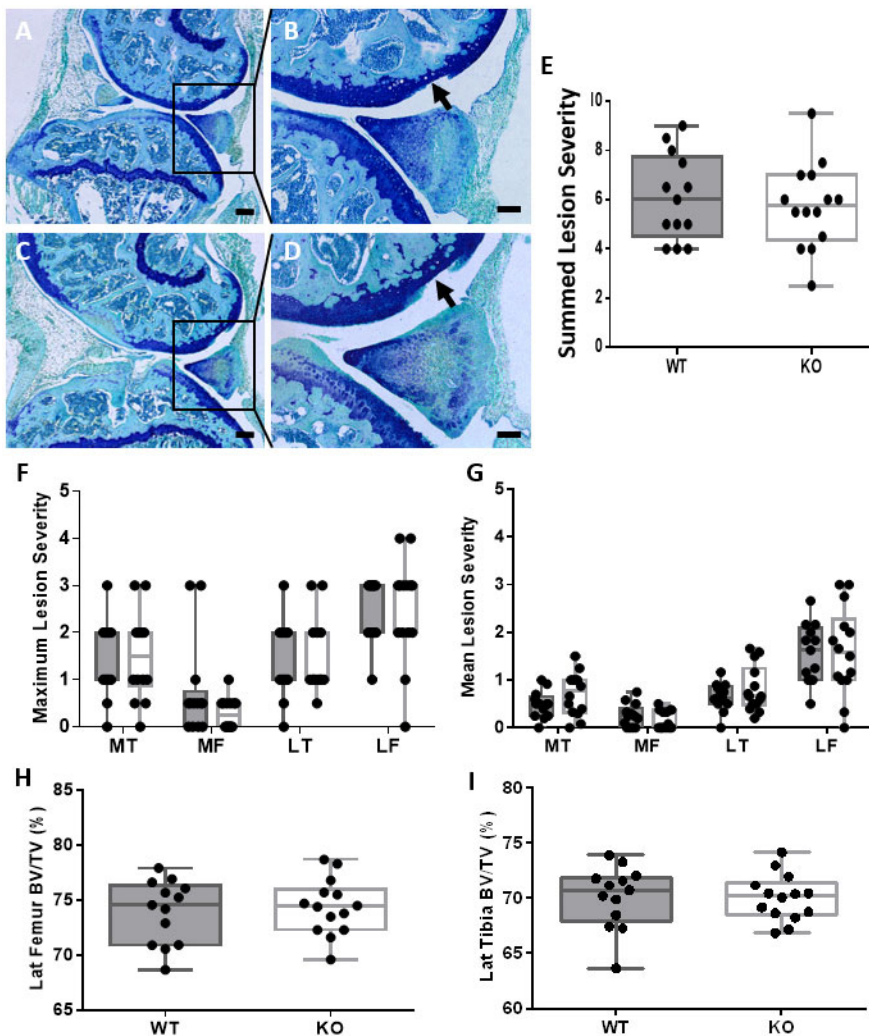 A
B
C
D
E
Summed Lesion Severity
10
8
6
4
2
0
WT KO
F
Maximum Lesion Severity
5
4
3
2
1
0
MT MF LT LF
G
Mean Lesion Severity
5
4
3
2
1
0
MT MF LT LF
H
Lat Femur BV/TV (%)
85
80
75
70
65
WT KO
I
Lat Tibia BV/TV (%)
80
75
70
65
60
WT KO